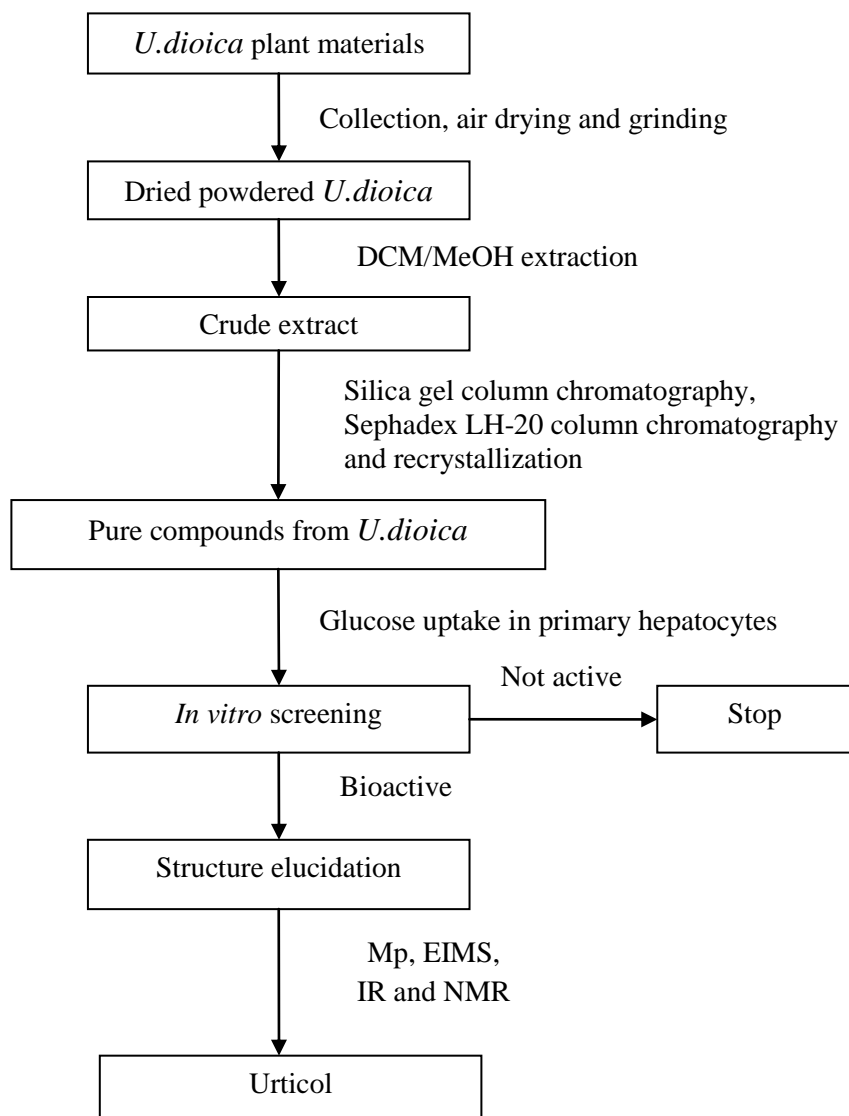 U.dioica plant materials
Collection, air drying and grinding
Dried powdered U.dioica
DCM/MeOH extraction
Crude extract
Silica gel column chromatography,
Sephadex LH-20 column chromatography
and recrystallization
Pure compounds from U.dioica
Glucose uptake in primary hepatocytes
Not active
In vitro screening
Stop
Bioactive
Structure elucidation
Mp, EIMS,
IR and NMR
Urticol